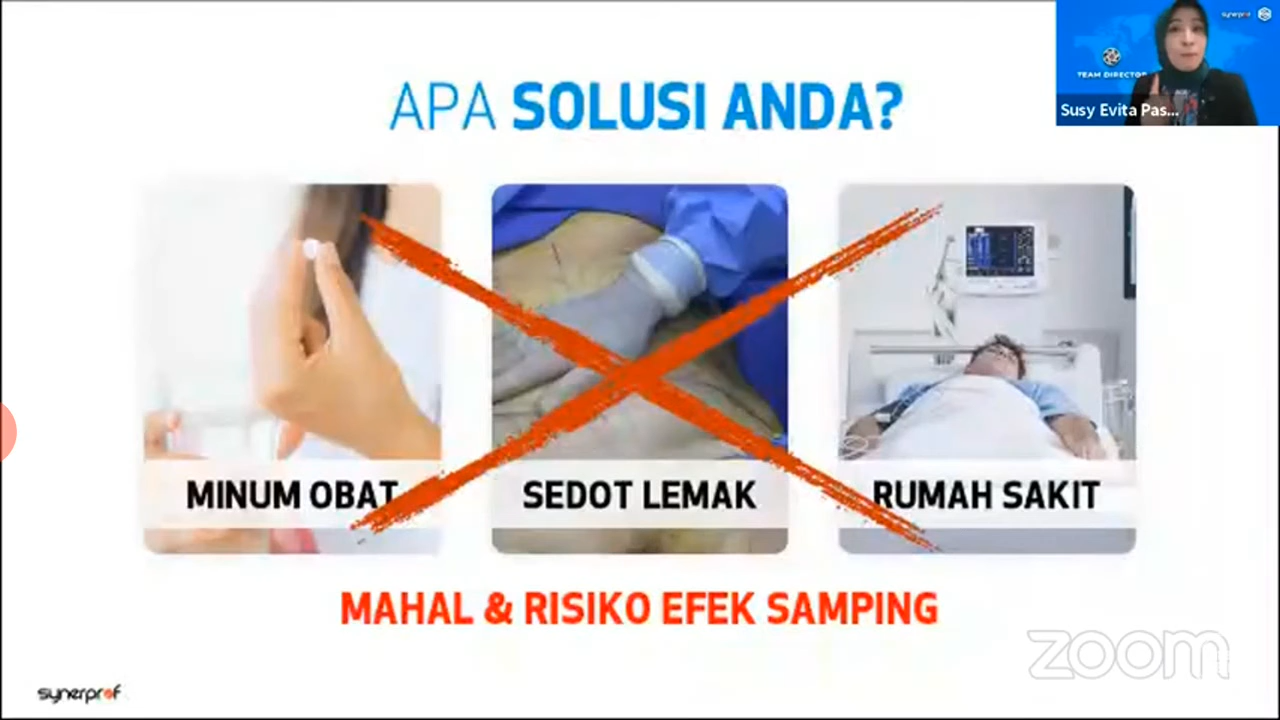 synerprof
TEAM DIRECTOR
Susy Evita Pas...
APA SOLUSI ANDA?
MINUM OBAT
SEDOT LEMAK
RUMAH SAKIT
MAHAL & RISIKO EFEK SAMPING
zoom
synerprof